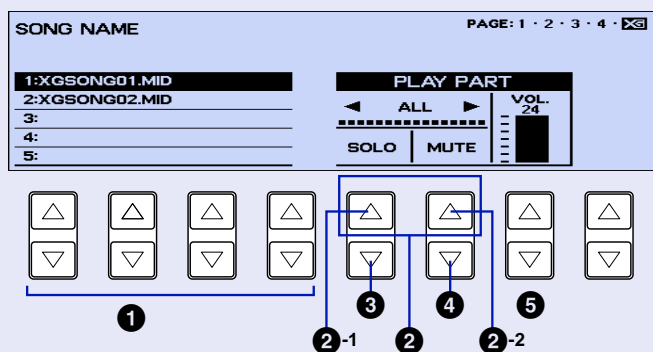 SONG NAME
PAGE: 1 · 2 · 3 · 4 · XG
1:XGSONG01.MID
2:XGSONG02.MID
3:
4:
5:
PLAY PART
◄ ALL ►
VOL.
24
SOLO
MUTE
1
3
4
5
2-1
2
2-2